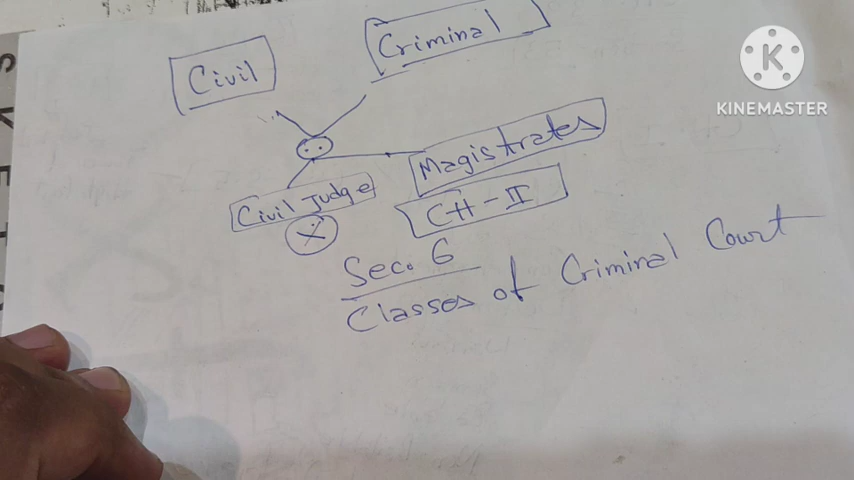 Civil
Criminal
K
KINEMASTER
Magistrates
Civil Judge
CH-II
X
Sec. 6
Classes of Criminal Court